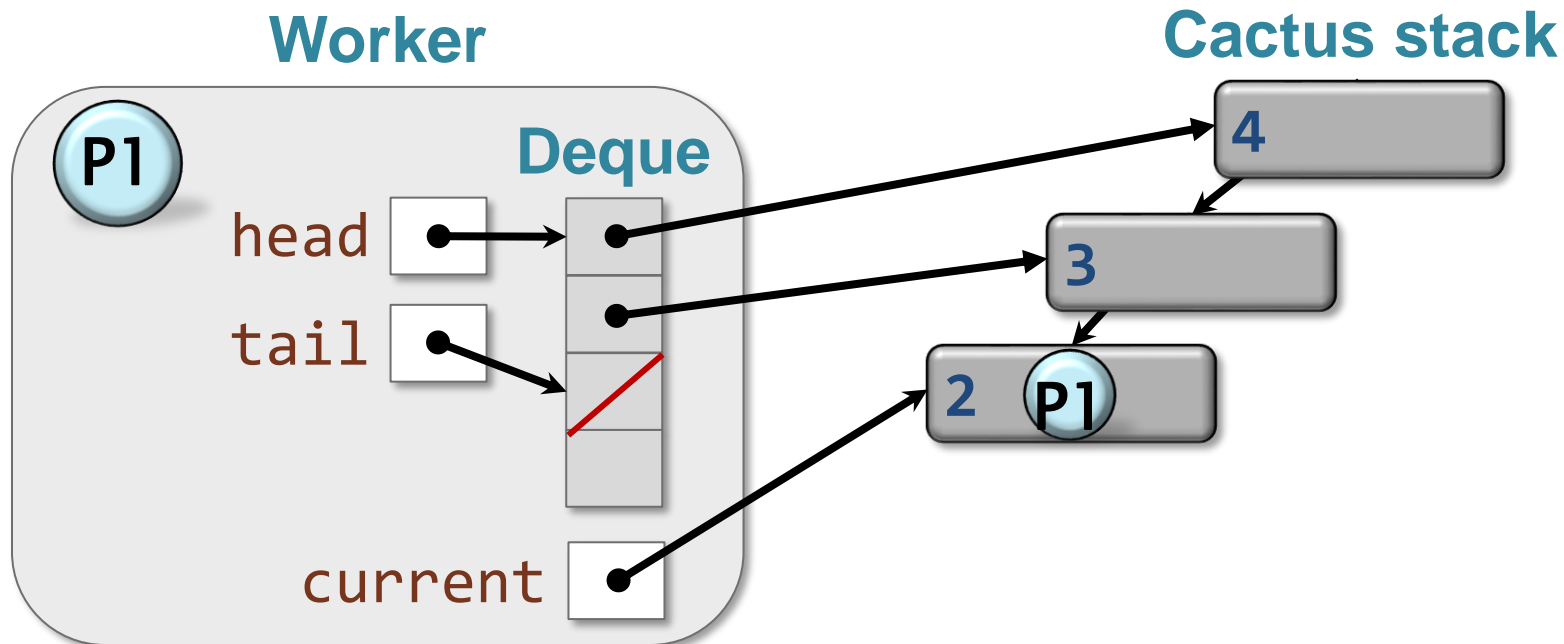 Worker
Cactus stack
P1
Deque
head
tail
current
4
3
2
P1